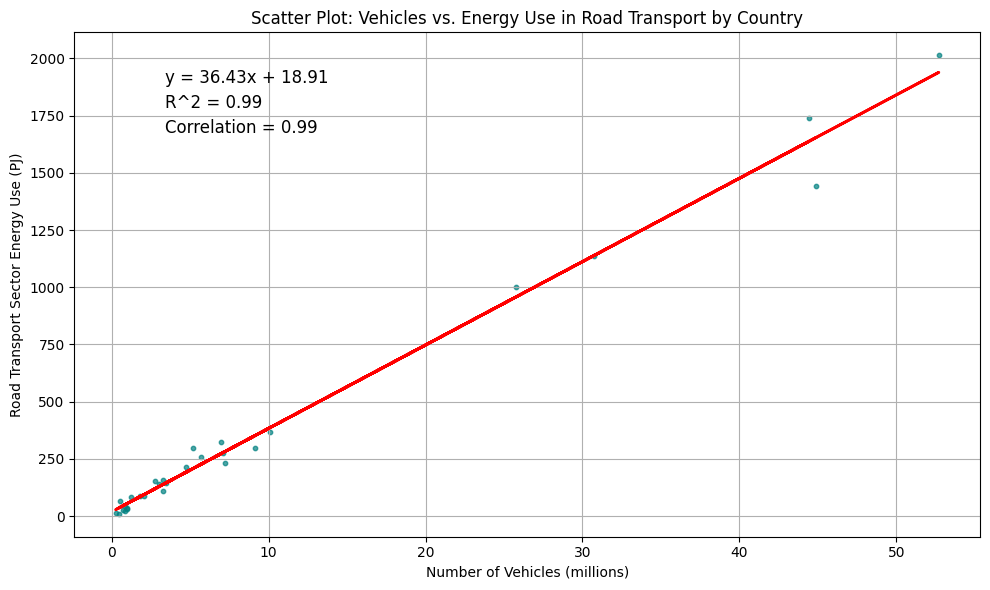 Scatter Plot: Vehicles vs. Energy Use in Road Transport by Country
y = 36.43x + 18.91
R^2 = 0.99
Correlation = 0.99
Road Transport Sector Energy Use (PJ)
2000
1750
1500
1250
1000
750
500
250
0
0 10 20 30 40 50
Number of Vehicles (millions)